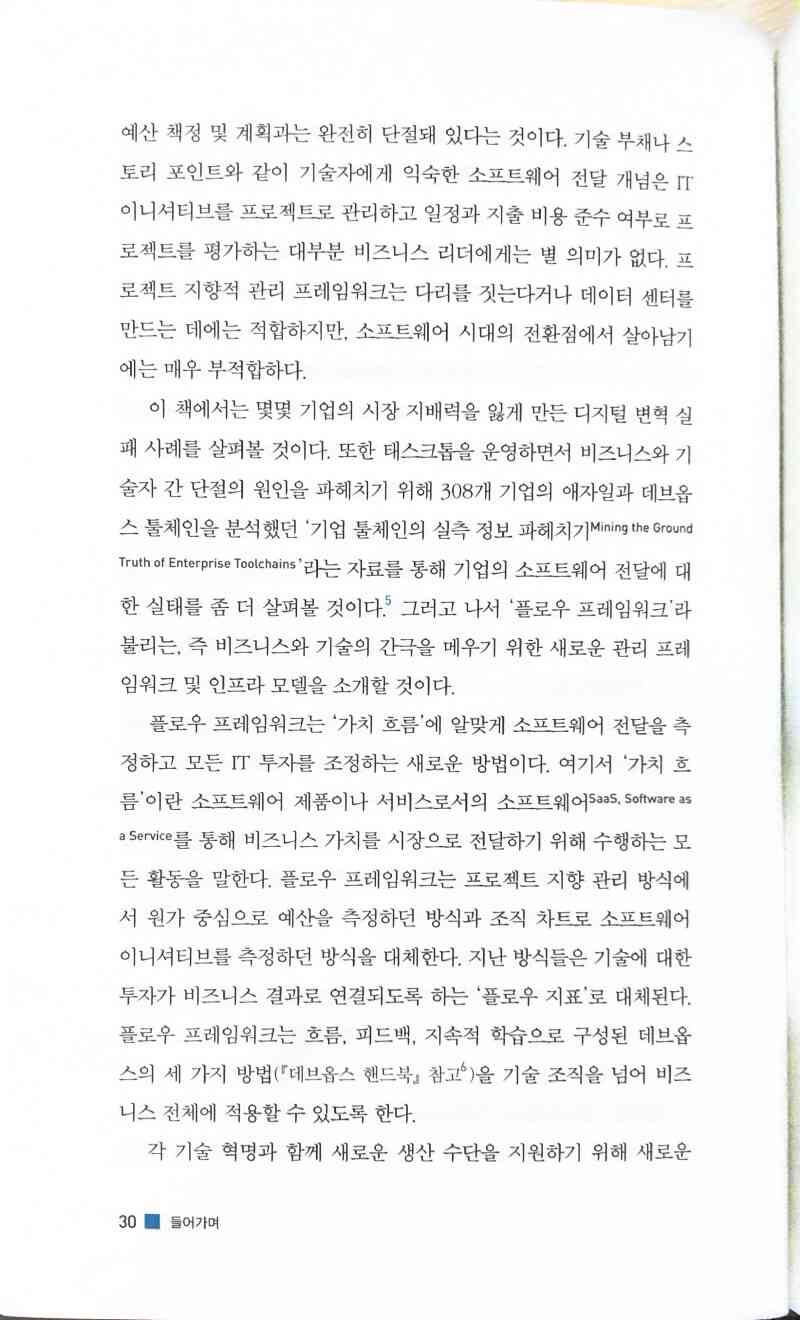 예산 책정 및 계획과는 완전히 단절돼 있다는 것이다. 기술 부채나 스
토리 포인트와 같이 기술자에게 익숙한 소프트웨어 전달 개념은 IT
이니셔티브를 프로젝트로 관리하고 일정과 지출 비용 준수 여부로 프
로젝트를 평가하는 대부분 비즈니스 리더에게는 별 의미가 없다. 프
로젝트 지향적 관리 프레임워크는 다리를 짓는다거나 데이터 센터를
만드는 데에는 적합하지만, 소프트웨어 시대의 전환점에서 살아남기
에는 매우 부적합하다.
이 책에서는 몇몇 기업의 시장 지배력을 잃게 만든 디지털 변혁 실
패 사례를 살펴볼 것이다. 또한 태스크톱을 운영하면서 비즈니스와 기
술자 간 단절의 원인을 파헤치기 위해 308개 기업의 애자일과 데브옵
스 툴체인을 분석했던 ‘기업 툴체인의 실측 정보 파헤치기Mining the Ground
Truth of Enterprise Toolchains’라는 자료를 통해 기업의 소프트웨어 전달에 대
한 실태를 좀 더 살펴볼 것이다.5 그러고 나서 ‘플로우 프레임워크’라
불리는, 즉 비즈니스와 기술의 간극을 메우기 위한 새로운 관리 프레
임워크 및 인프라 모델을 소개할 것이다.
플로우 프레임워크는 ‘가치 흐름’에 알맞게 소프트웨어 전달을 측
정하고 모든 IT 투자를 조정하는 새로운 방법이다. 여기서 ‘가치 흐
름’이란 소프트웨어 제품이나 서비스로서의 소프트웨어SaaS, Software as
a Service를 통해 비즈니스 가치를 시장으로 전달하기 위해 수행하는 모
든 활동을 말한다. 플로우 프레임워크는 프로젝트 지향 관리 방식에
서 원가 중심으로 예산을 측정하던 방식과 조직 차트로 소프트웨어
이니셔티브를 측정하던 방식을 대체한다. 지난 방식들은 기술에 대한
투자가 비즈니스 결과로 연결되도록 하는 ‘플로우 지표’로 대체된다.
플로우 프레임워크는 흐름, 피드백, 지속적 학습으로 구성된 데브옵
스의 세 가지 방법(『데브옵스 핸드북』 참고6)을 기술 조직을 넘어 비즈
니스 전체에 적용할 수 있도록 한다.
각 기술 혁명과 함께 새로운 생산 수단을 지원하기 위해 새로운
30 ■ 들어가며